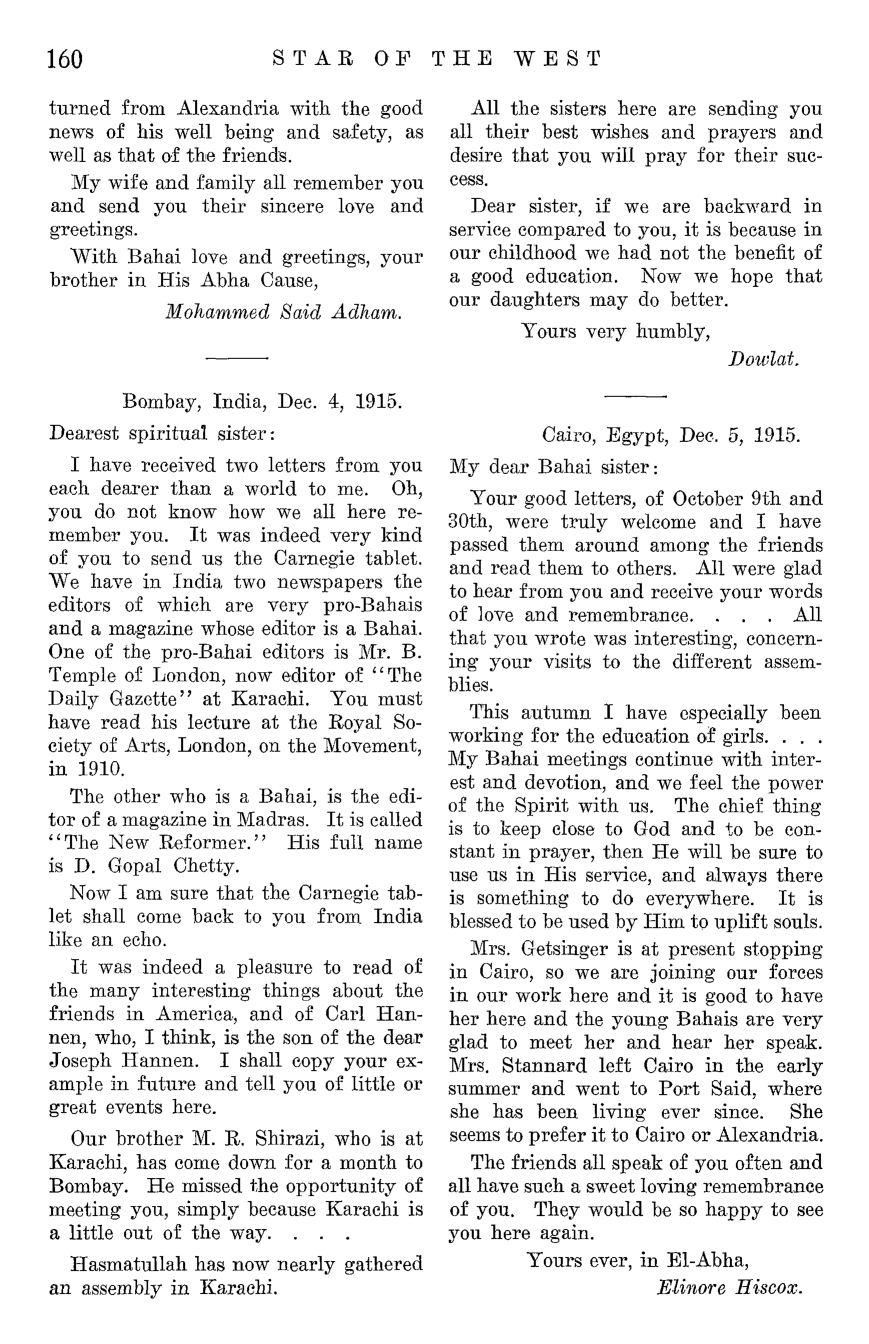 160 STAR OF THE WEST
turned from Alexandria with the good
news of his well being and safety, as
well as that of the friends.
My wife and family all remember you
and send you their sincere love and
greetings.
With Bahai love and greetings, your
brother in His Abha Cause,
Mohammed Said Adham.
Bombay, India, Dec. 4, 1915.
Dearest spiritual sister:
I have received two letters from you
each dearer than a world to me. Oh,
you do not know how we all here re-
member you. It was indeed very kind
of you to send us the Carnegie tablet.
We have in India two newspapers the
editors of which are very pro-Bahais
and a magazine whose editor is a Bahai.
One of the pro-Bahai editors is Mr. B.
Temple of London, now editor of "The
Daily Gazette" at Karachi. You must
have read his lecture at the Royal So-
ciety of Arts, London, on the Movement,
in 1910.
The other who is a Bahai, is the edi-
tor of a magazine in Madras. It is called
"The New Reformer." His full name
is D. Gopal Chetty.
Now I am sure that the Carnegie tab-
let shall come back to you from India
like an echo.
It was indeed a pleasure to read of
the many interesting things about the
friends in America, and of Carl Han-
nen, who, I think, is the son of the dear
Joseph Hannen. I shall copy your ex-
ample in future and tell you of little or
great events here.
Our brother M. R. Shirazi, who is at
Karachi, has come down for a month to
Bombay. He missed the opportunity of
meeting you, simply because Karachi is
a little out of the way. . . .
Hasmatullah has now nearly gathered
an assembly in Karachi.
All the sisters here are sending you
all their best wishes and prayers and
desire that you will pray for their suc-
cess.
Dear sister, if we are backward in
service compared to you, it is because in
our childhood we had not the benefit of
a good education. Now we hope that
our daughters may do better.
Yours very humbly,
Dowlat.
Cairo, Egypt, Dec. 5, 1915.
My dear Bahai sister:
Your good letters, of October 9th and
30th, were truly welcome and I have
passed them around among the friends
and read them to others. All were glad
to hear from you and receive your words
of love and remembrance. . . . All
that you wrote was interesting, concern-
ing your visits to the different assem-
blies.
This autumn I have especially been
working for the education of girls. . . .
My Bahai meetings continue with inter-
est and devotion, and we feel the power
of the Spirit with us. The chief thing
is to keep close to God and to be con-
stant in prayer, then He will be sure to
use us in His service, and always there
is something to do everywhere. It is
blessed to be used by Him to uplift souls.
Mrs. Getsinger is at present stopping
in Cairo, so we are joining our forces
in our work here and it is good to have
her here and the young Bahais are very
glad to meet her and hear her speak.
Mrs. Stannard left Cairo in the early
summer and went to Port Said, where
she has been living ever since. She
seems to prefer it to Cairo or Alexandria.
The friends all speak of you often and
all have such a sweet loving remembrance
of you. They would be so happy to see
you here again.
Yours ever, in El-Abha,
Elinore Hiscox.